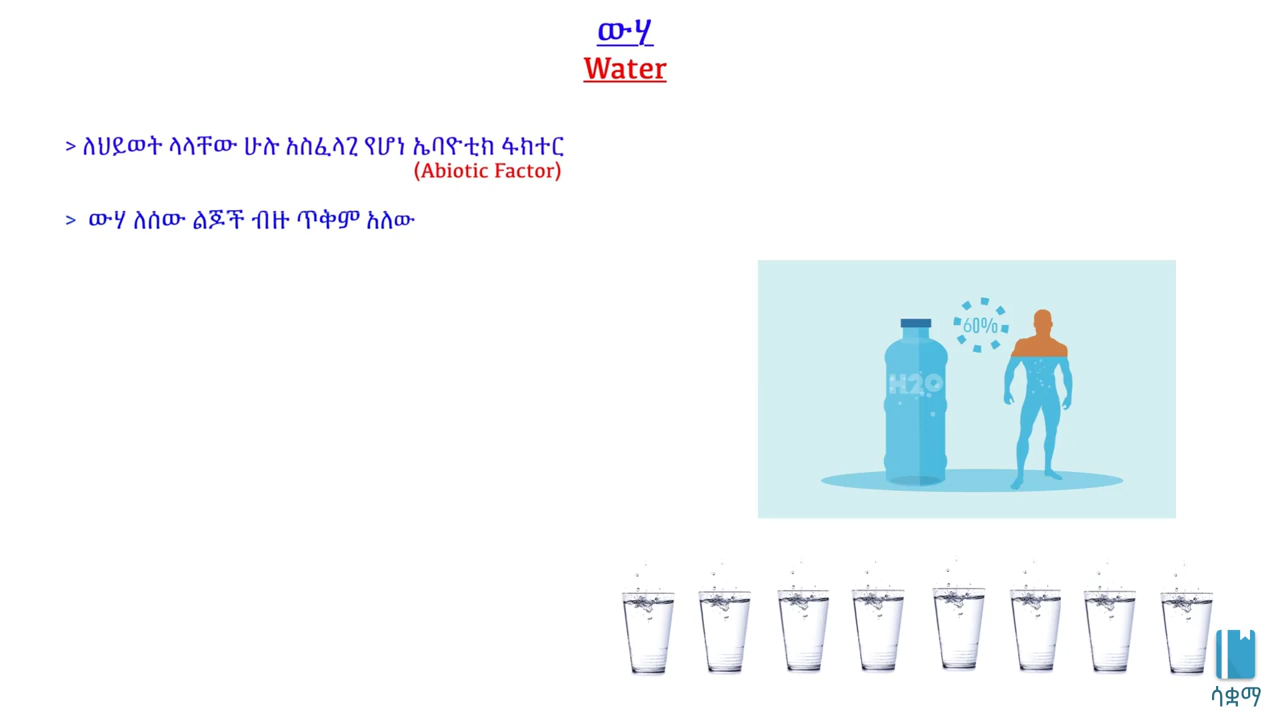 ውሃ
Water
> ለህይወት ላላቸው ሁሉ አስፈላጊ የሆነ ኤባዮቲክ ፋክተር
(Abiotic Factor)
> ውሃ ለሰው ልጆች ብዙ ጥቅም አለው
60%
H2O
ሳቋማ